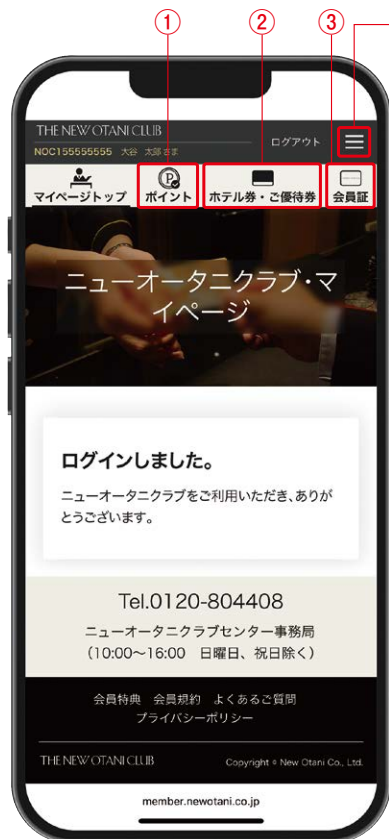 ① ② ③
THE NEW OTANI CLUB
NOC155555555 大谷 太郎さま
ログアウト
マイページトップ
ポイント
ホテル券・ご優待券
会員証
ニューオータニクラブ・マ
イページ
ログインしました。
ニューオータニクラブをご利用いただき、ありが
とうございます。
Tel.0120-804408
ニューオータニクラブセンター事務局
（10:00～16:00　日曜日、祝日除く）
会員特典　会員規約　よくあるご質問
プライバシーポリシー
THE NEW OTANI CLUB
Copyright © New Otani Co., Ltd.
member.newotani.co.jp